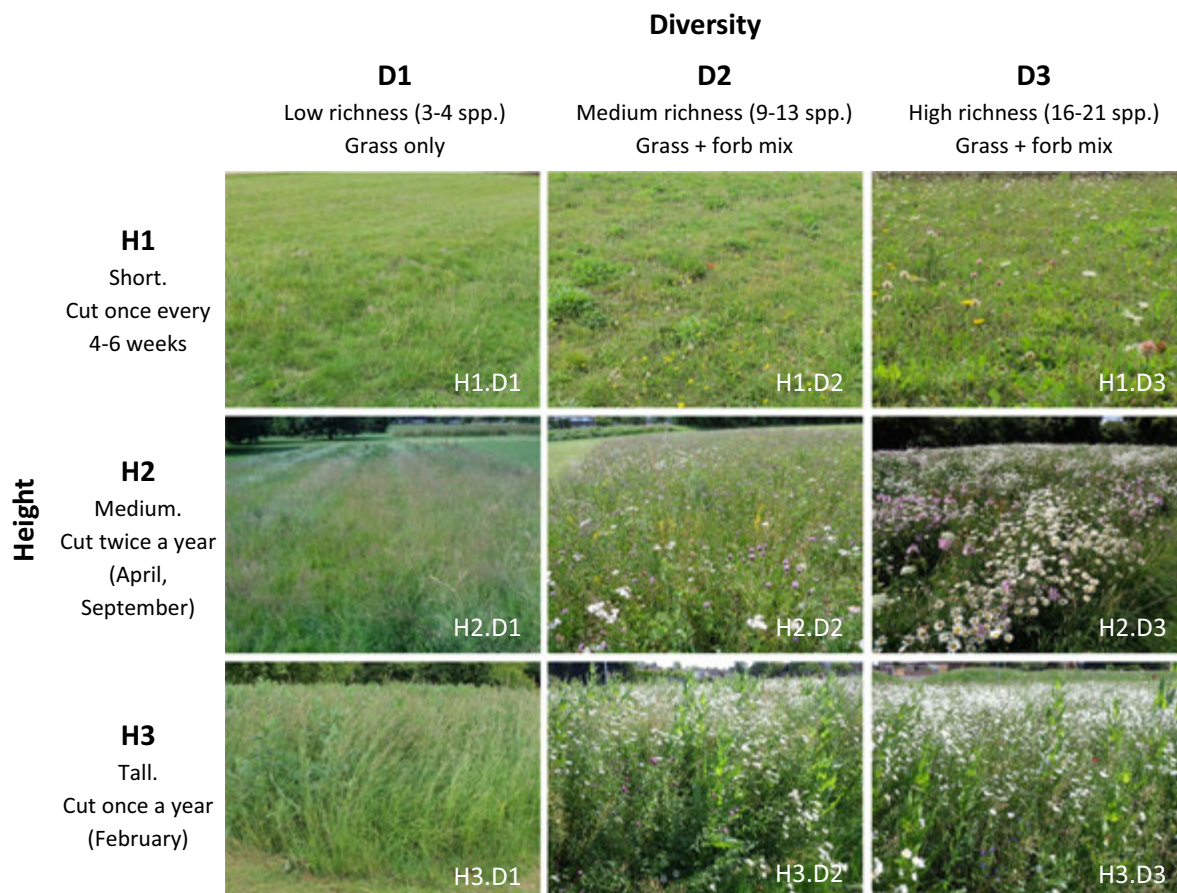 Diversity
D1
Low richness (3-4 spp.)
Grass only
D2
Medium richness (9-13 spp.)
Grass + forb mix
D3
High richness (16-21 spp.)
Grass + forb mix
Height
H1
Short.
Cut once every
4-6 weeks
H1.D1
H1.D2
H1.D3
H2
Medium.
Cut twice a year
(April,
September)
H2.D1
H2.D2
H2.D3
H3
Tall.
Cut once a year
(February)
H3.D1
H3.D2
H3.D3